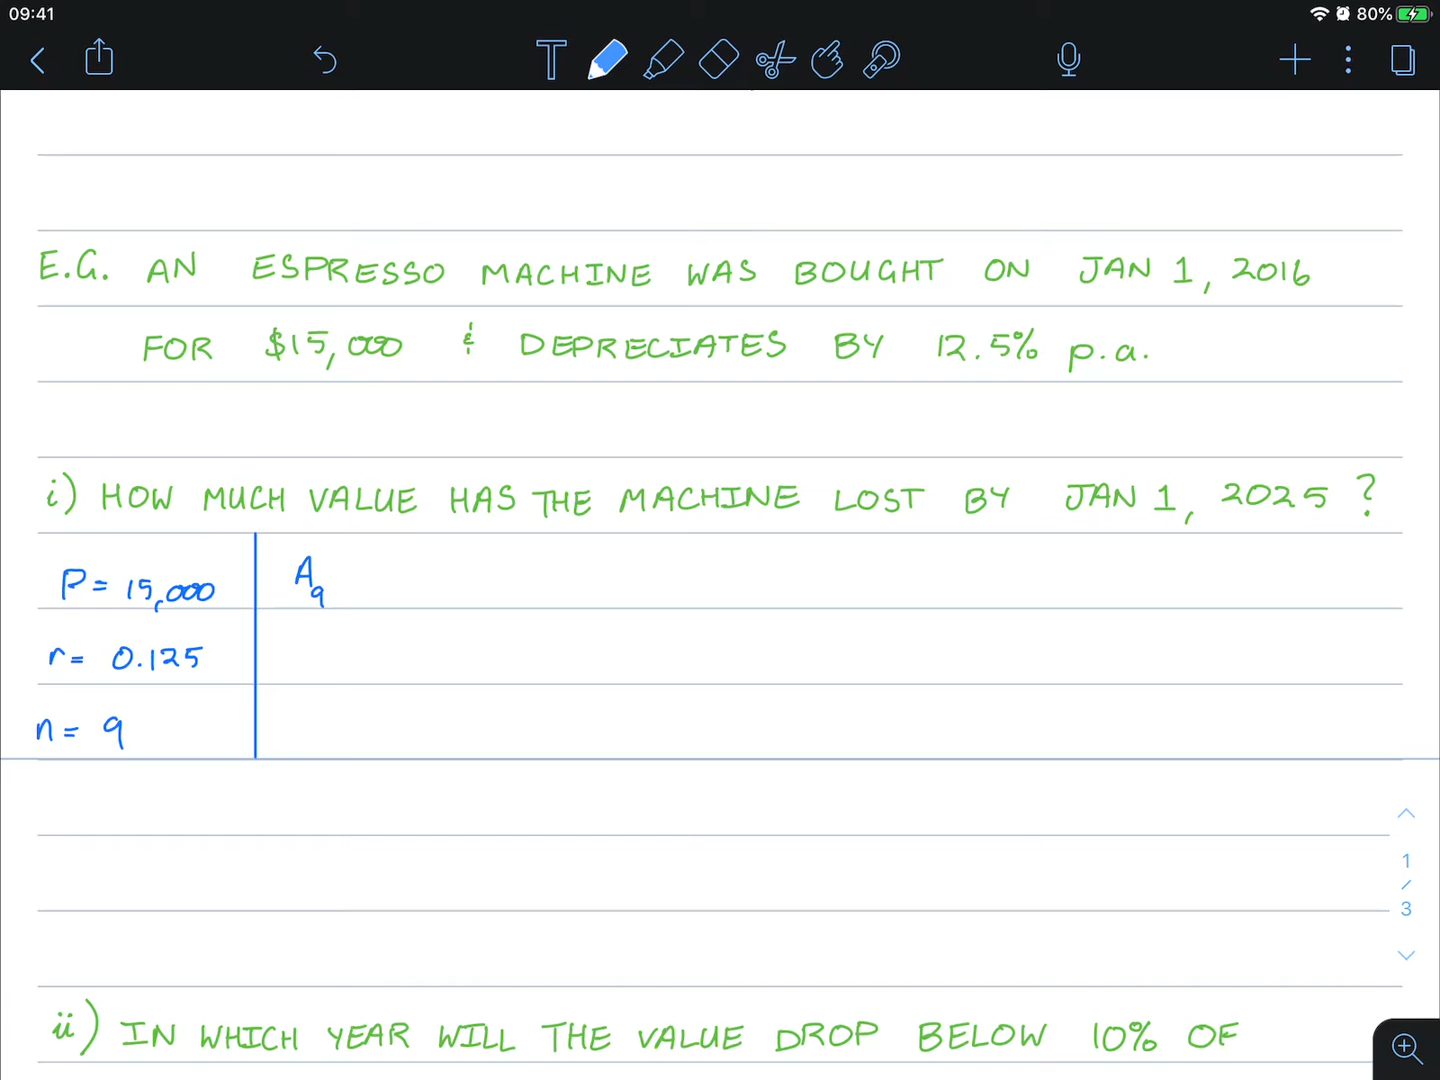 09:41 80%
T
E.G. AN ESPRESSO MACHINE WAS BOUGHT ON JAN 1, 2016
FOR $15,000 & DEPRECIATES BY 12.5% p.a.
i) HOW MUCH VALUE HAS THE MACHINE LOST BY JAN 1, 2025?
P = 15,000
A₉
r = 0.125
n = 9
1
/
3
ii) IN WHICH YEAR WILL THE VALUE DROP BELOW 10% OF